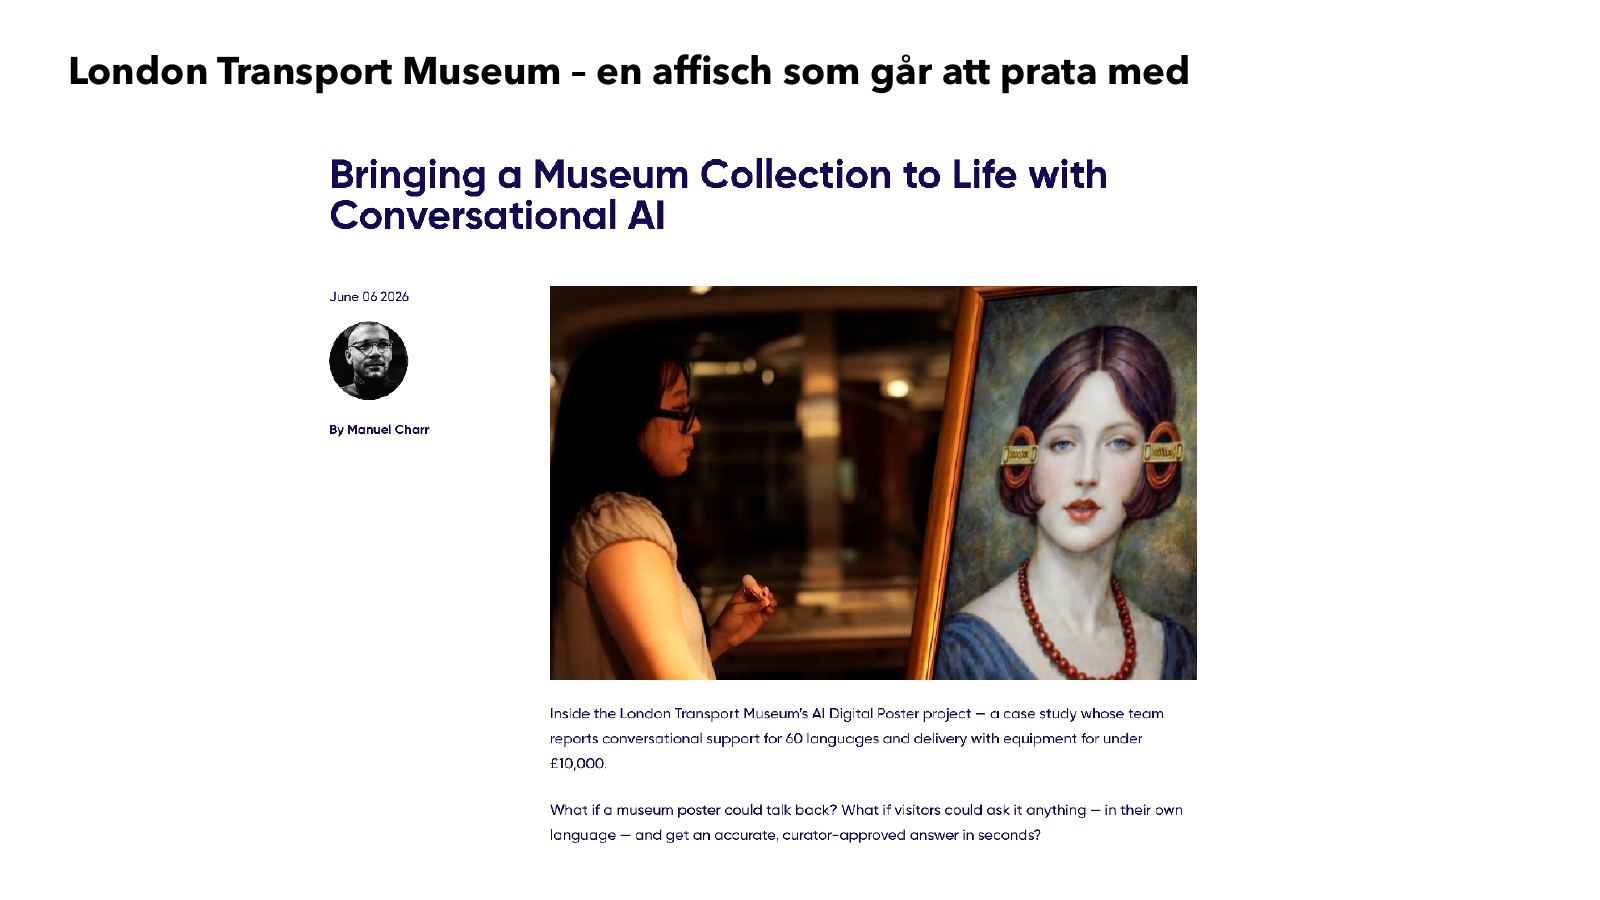 London Transport Museum – en affisch som går att prata med
Bringing a Museum Collection to Life with
Conversational AI
June 06 2026
By Manuel Charr
Inside the London Transport Museum's AI Digital Poster project — a case study whose team
reports conversational support for 60 languages and delivery with equipment for under
£10,000.
What if a museum poster could talk back? What if visitors could ask it anything — in their own
language — and get an accurate, curator-approved answer in seconds?